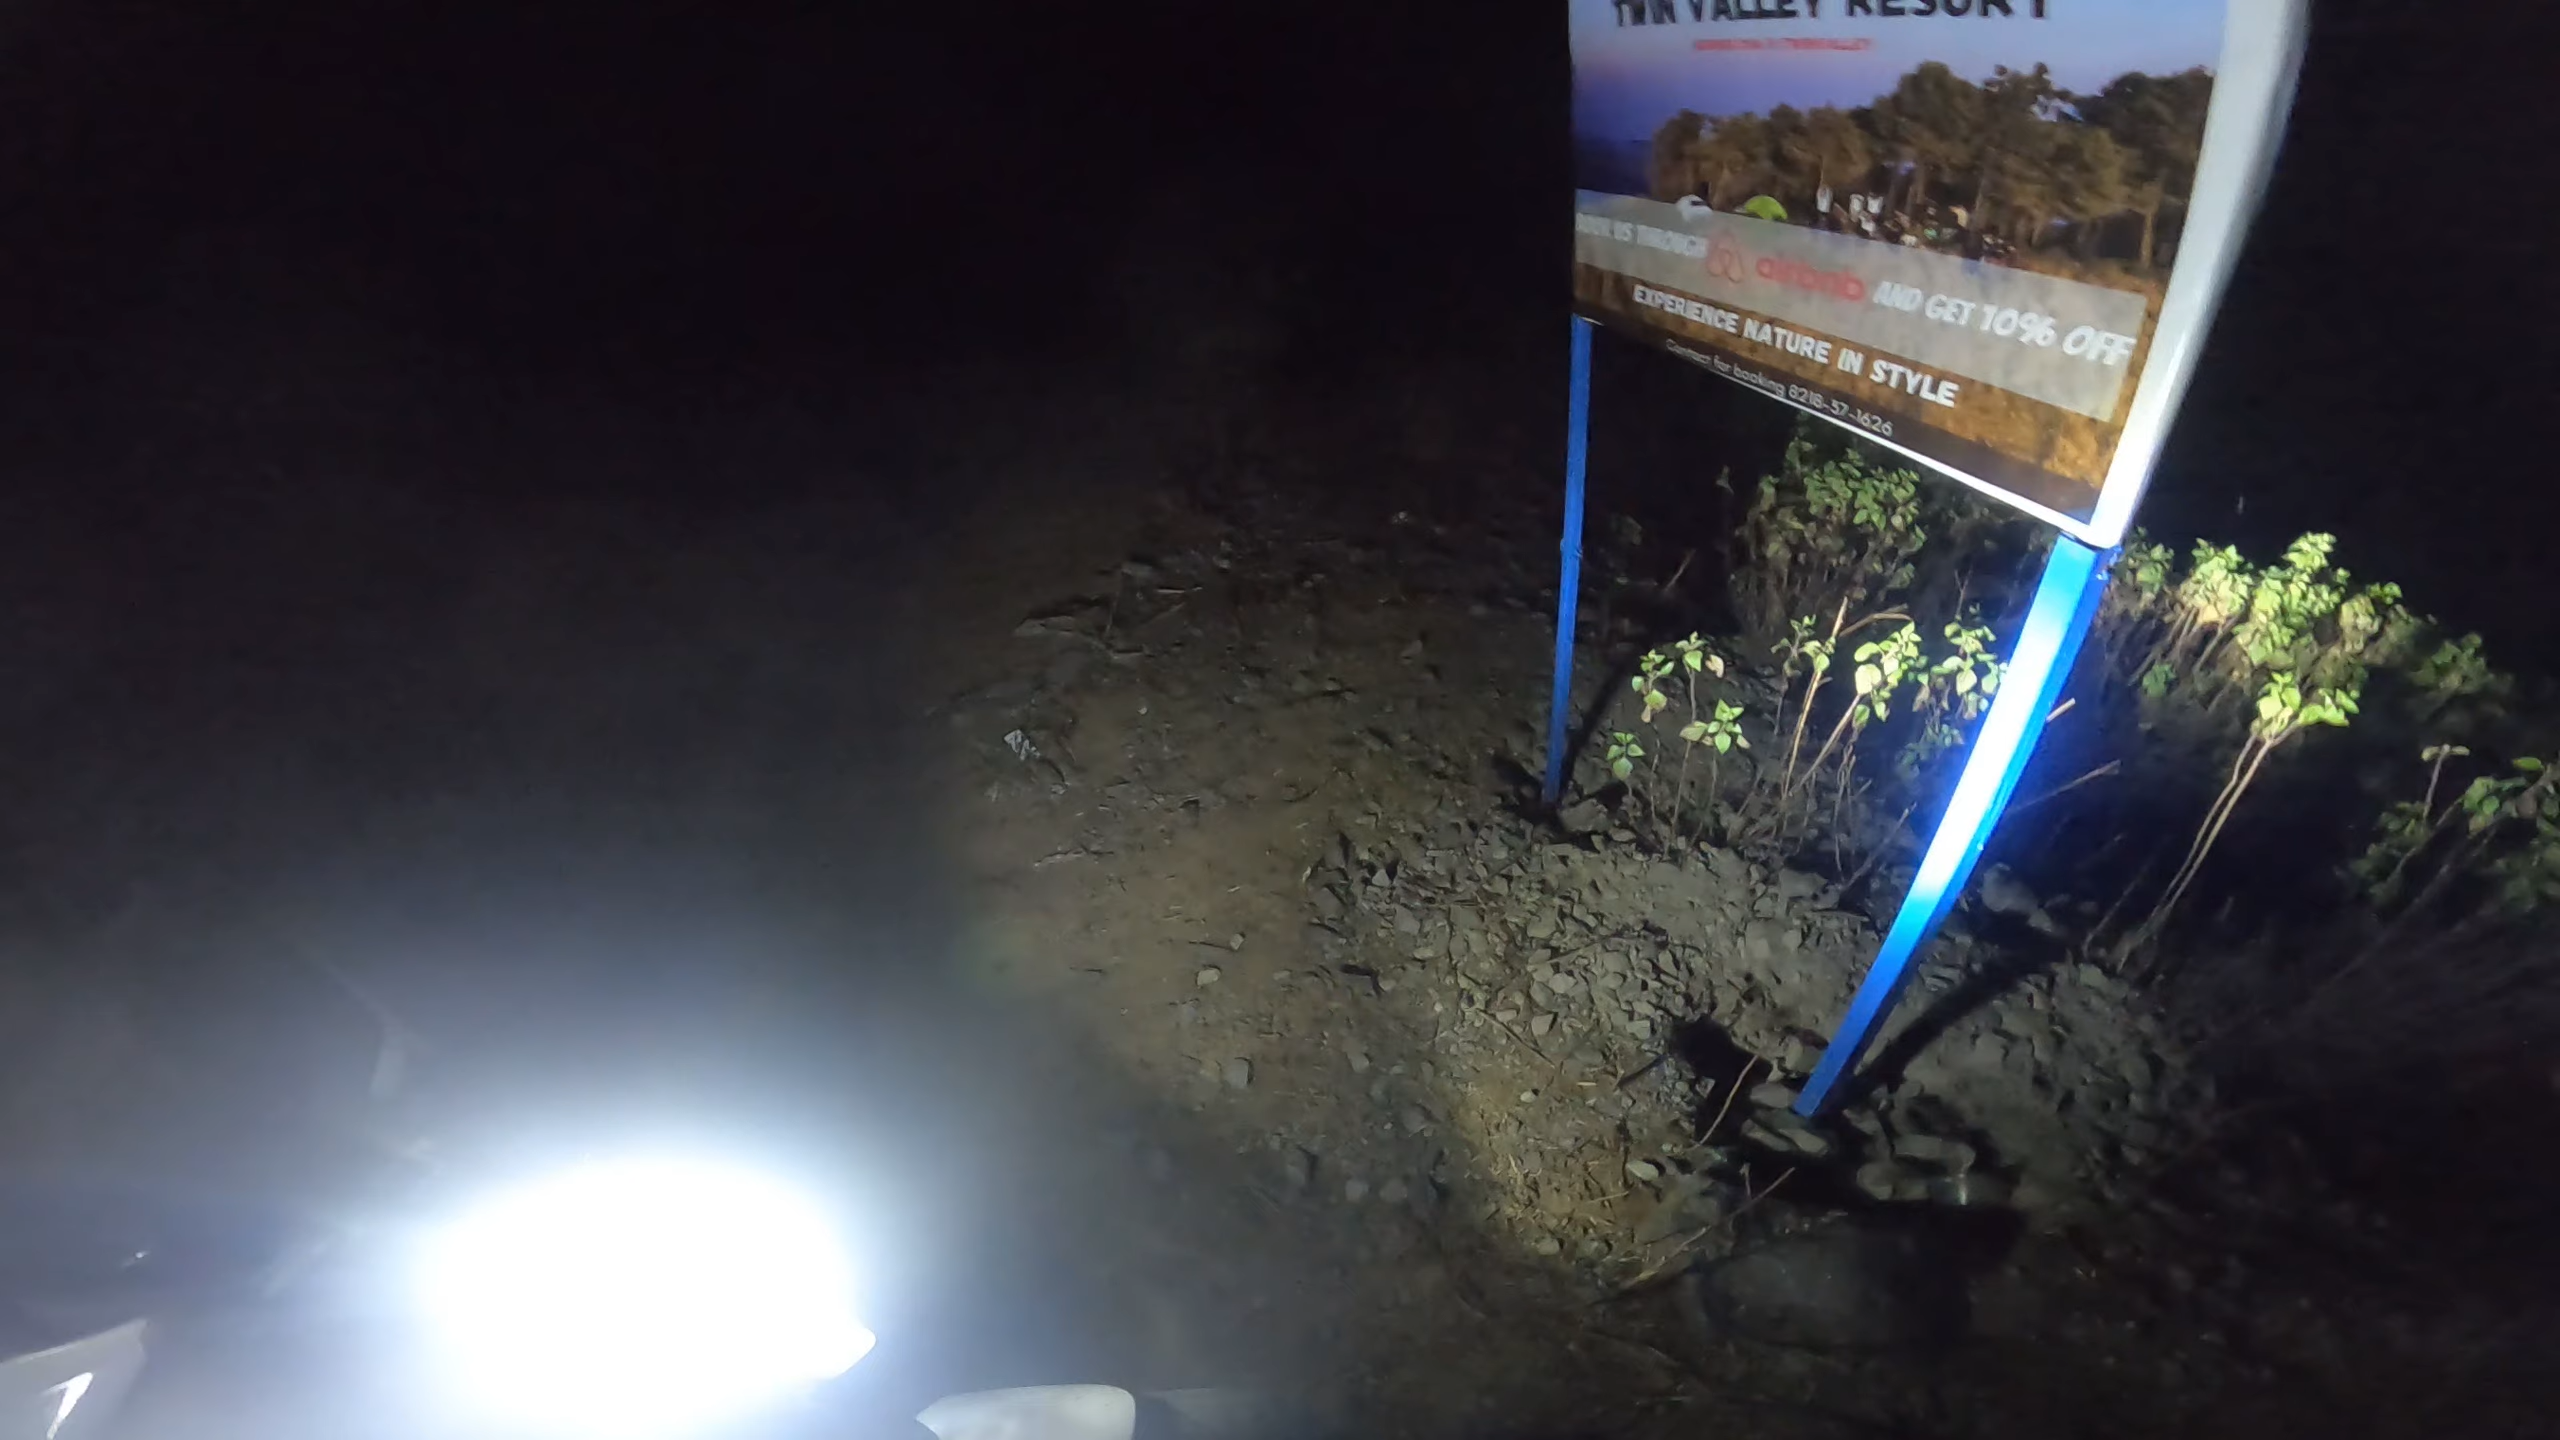 TWIN VALLEY RESORT
US THROUGH airbnb AND GET 10% OFF
EXPERIENCE NATURE IN STYLE
Contact for booking 8218-57-1626